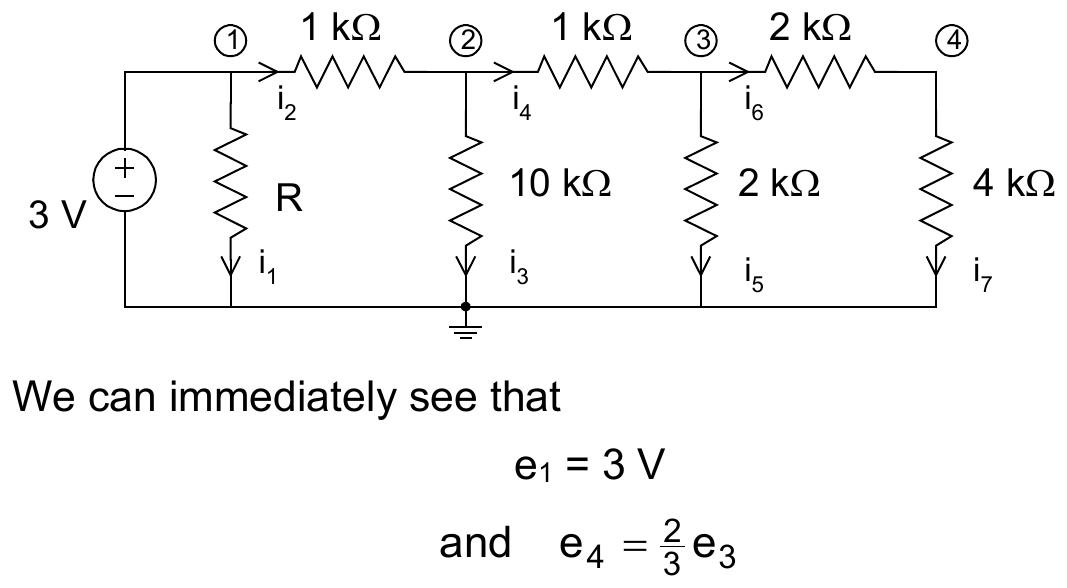 ① 1 kΩ ② 1 kΩ ③ 2 kΩ ④
i₂ i₄ i₆
+
−
3 V R 10 kΩ 2 kΩ 4 kΩ
i₁ i₃ i₅ i₇
We can immediately see that
e₁ = 3 V
and e₄ = 2/3 e₃